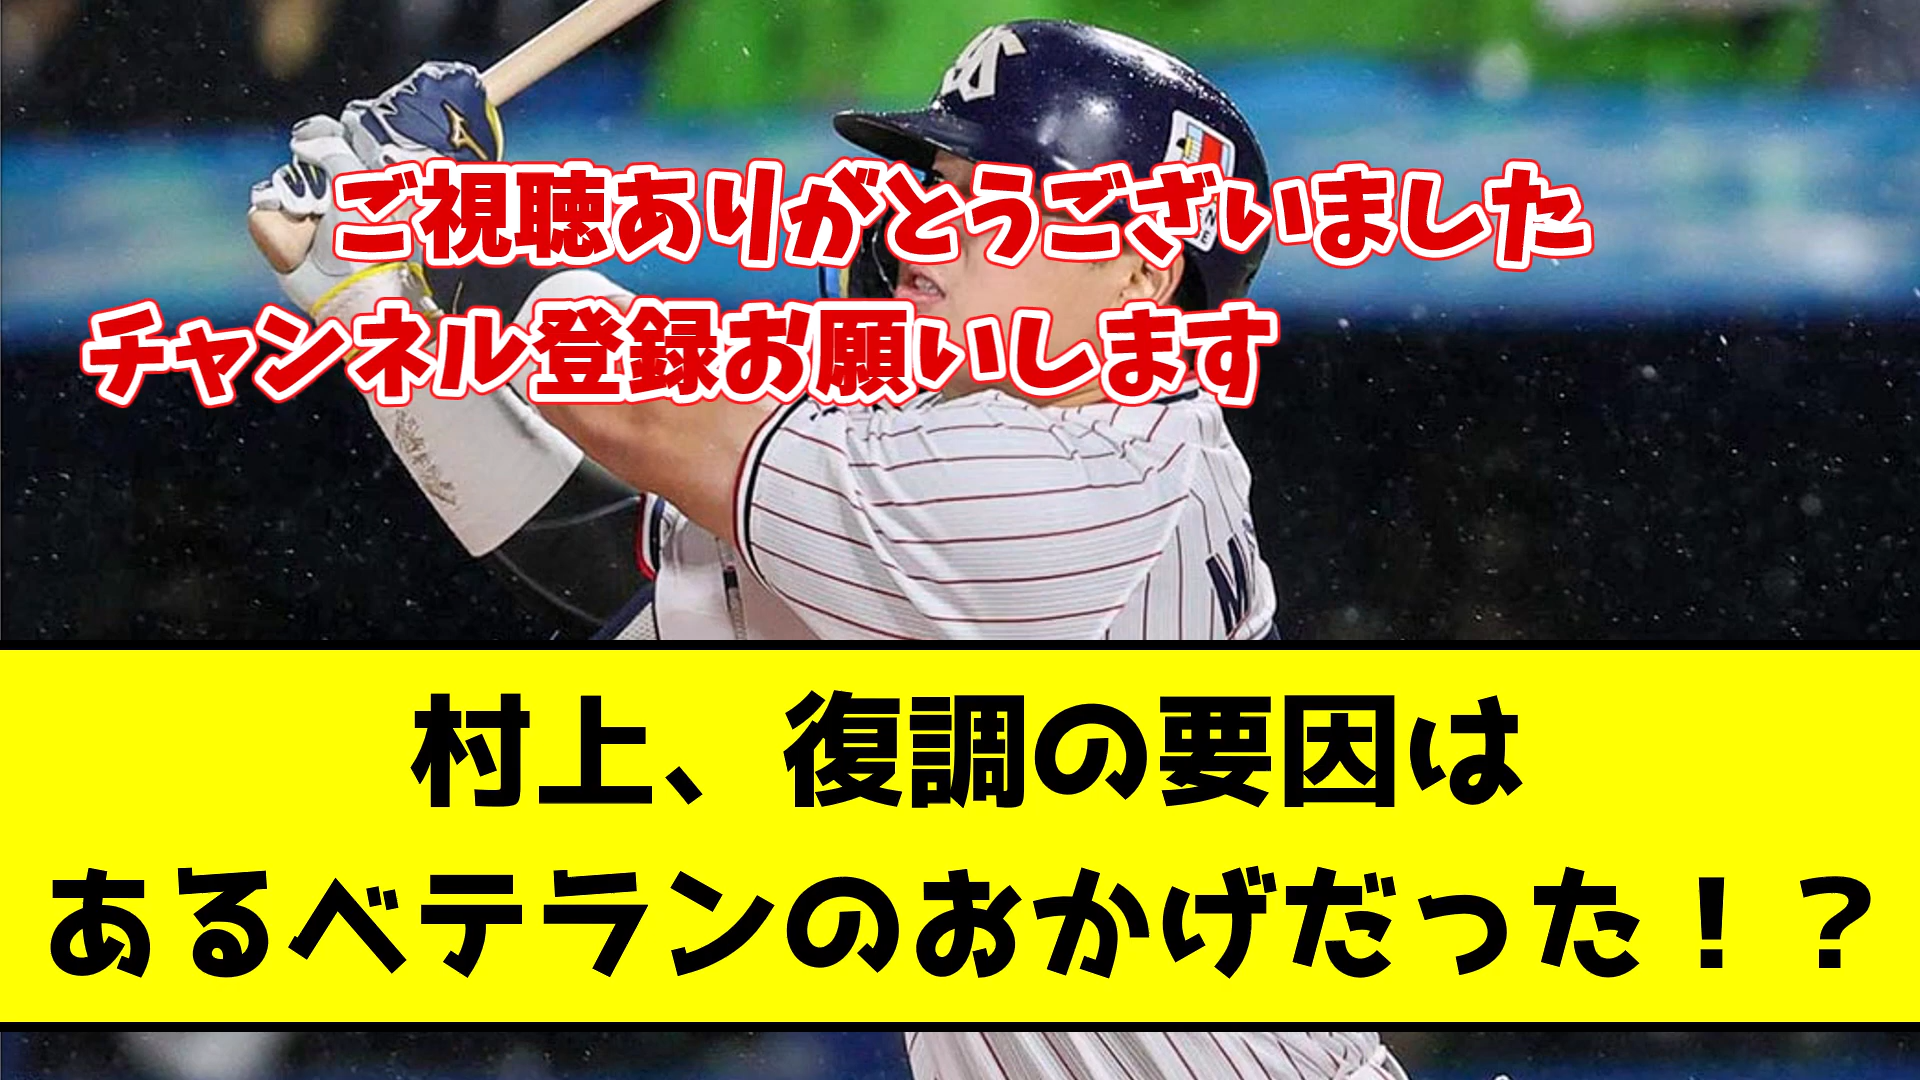 ご視聴ありがとうございました
チャンネル登録お願いします
村上、復調の要因は
あるベテランのおかげだった！？